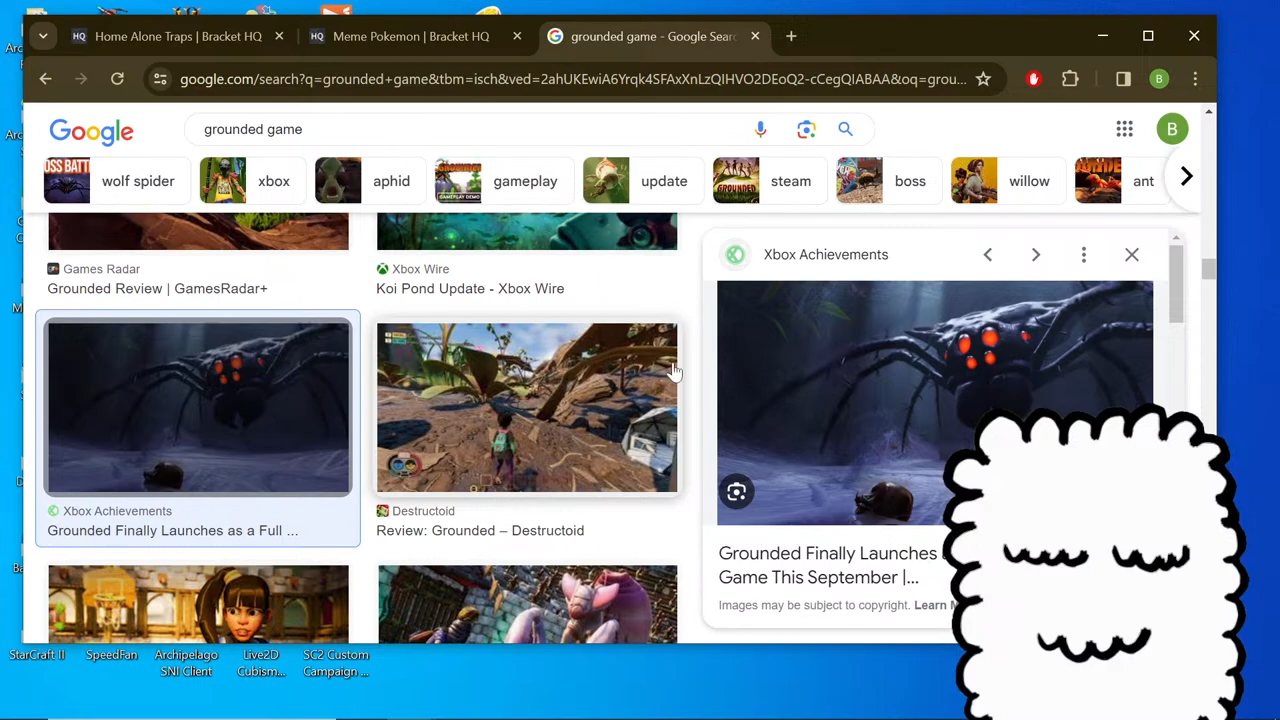 Home Alone Traps | Bracket HQ
Meme Pokemon | Bracket HQ
grounded game - Google Searc
google.com/search?q=grounded+game&tbm=isch&ved=2ahUKEwiA6Yrqk4SFAxXnLzQIHVO2DEoQ2-cCegQIABAA&oq=grou...
B
Google
grounded game
B
OSS BATTL
wolf spider
xbox
aphid
gameplay
update
GROUNDED
steam
boss
willow
ant
Xbox Achievements
Games Radar
Grounded Review | GamesRadar+
Xbox Wire
Koi Pond Update - Xbox Wire
Xbox Achievements
Grounded Finally Launches as a Full ...
Destructoid
Review: Grounded – Destructoid
Grounded Finally Launches
Game This September |...
Images may be subject to copyright. Learn
StarCraft II
SpeedFan
Archipelago
SNI Client
Live2D
Cubism...
SC2 Custom
Campaign ...